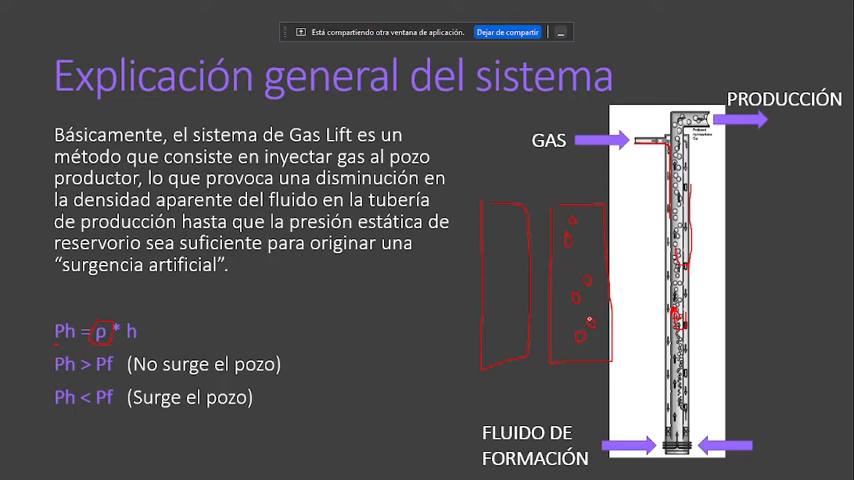 Está compartiendo otra ventana de aplicación. Dejar de compartir
Explicación general del sistema
Básicamente, el sistema de Gas Lift es un
método que consiste en inyectar gas al pozo
productor, lo que provoca una disminución en
la densidad aparente del fluido en la tubería
de producción hasta que la presión estática de
reservorio sea suficiente para originar una
“surgencia artificial”.
Ph = ρ * h
Ph > Pf (No surge el pozo)
Ph < Pf (Surge el pozo)
PRODUCCIÓN
GAS
FLUIDO DE
FORMACIÓN